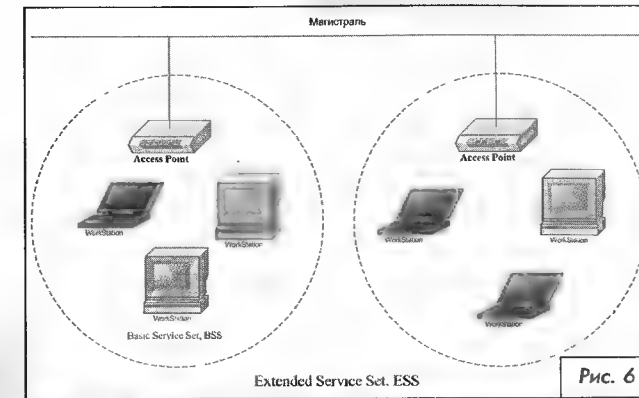 Магистраль
Access Point
Access Point
WorkStation
WorkStation
WorkStation
WorkStation
WorkStation
WorkStation
Basic Service Set, BSS
Extended Service Set. ESS
Рис. 6